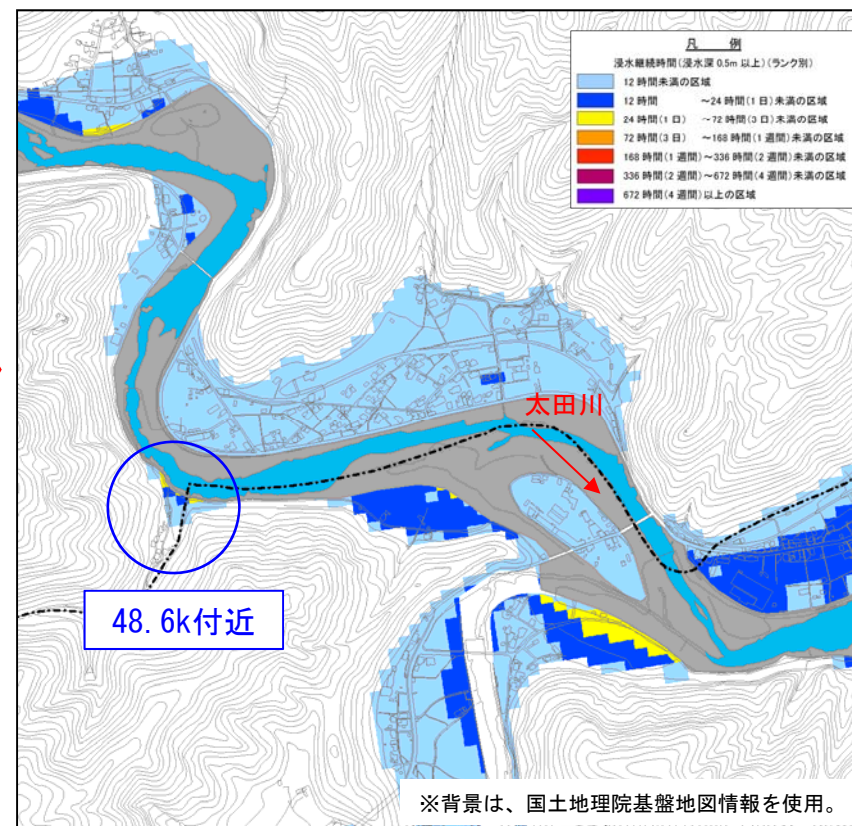 凡　例
浸水継続時間(浸水深 0.5m 以上)(ランク別)
12 時間未満の区域
12 時間　～24 時間(1 日)未満の区域
24 時間(1 日)　～72 時間(3 日)未満の区域
72 時間(3 日)　～168 時間(1 週間)未満の区域
168 時間(1 週間)～336 時間(2 週間)未満の区域
336 時間(2 週間)～672 時間(4 週間)未満の区域
672 時間(4 週間)以上の区域
太田川
48.6k付近
※背景は、国土地理院基盤地図情報を使用。